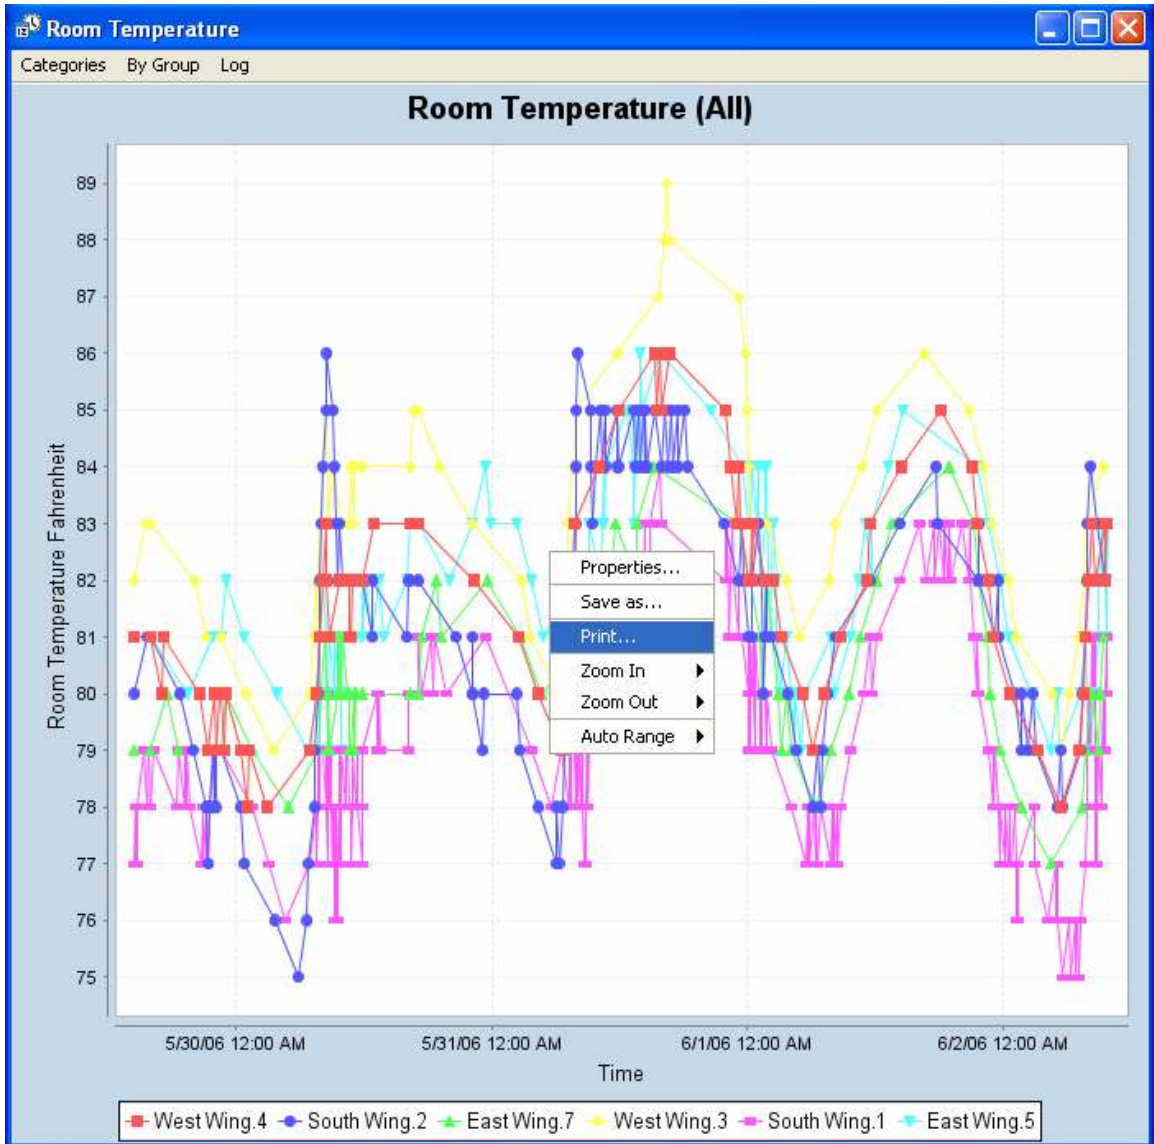 Room Temperature
Categories By Group Log
Room Temperature (All)
89
88
87
86
85
84
83
82
81
80
79
78
77
76
75
Room Temperature Fahrenheit
Properties...
Save as...
Print...
Zoom In
Zoom Out
Auto Range
5/30/06 12:00 AM 5/31/06 12:00 AM 6/1/06 12:00 AM 6/2/06 12:00 AM
Time
West Wing.4 South Wing.2 East Wing.7 West Wing.3 South Wing.1 East Wing.5